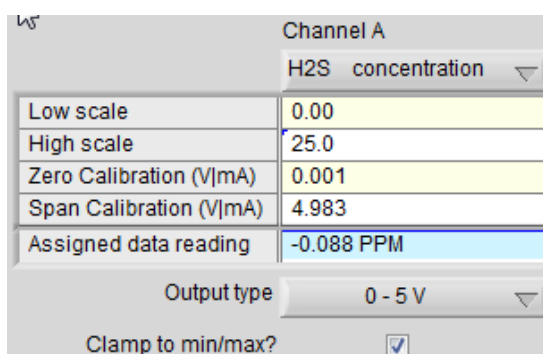 Channel A
H2S concentration
Low scale 0.00
High scale 25.0
Zero Calibration (V|mA) 0.001
Span Calibration (V|mA) 4.983
Assigned data reading -0.088 PPM
Output type 0 - 5 V
Clamp to min/max?